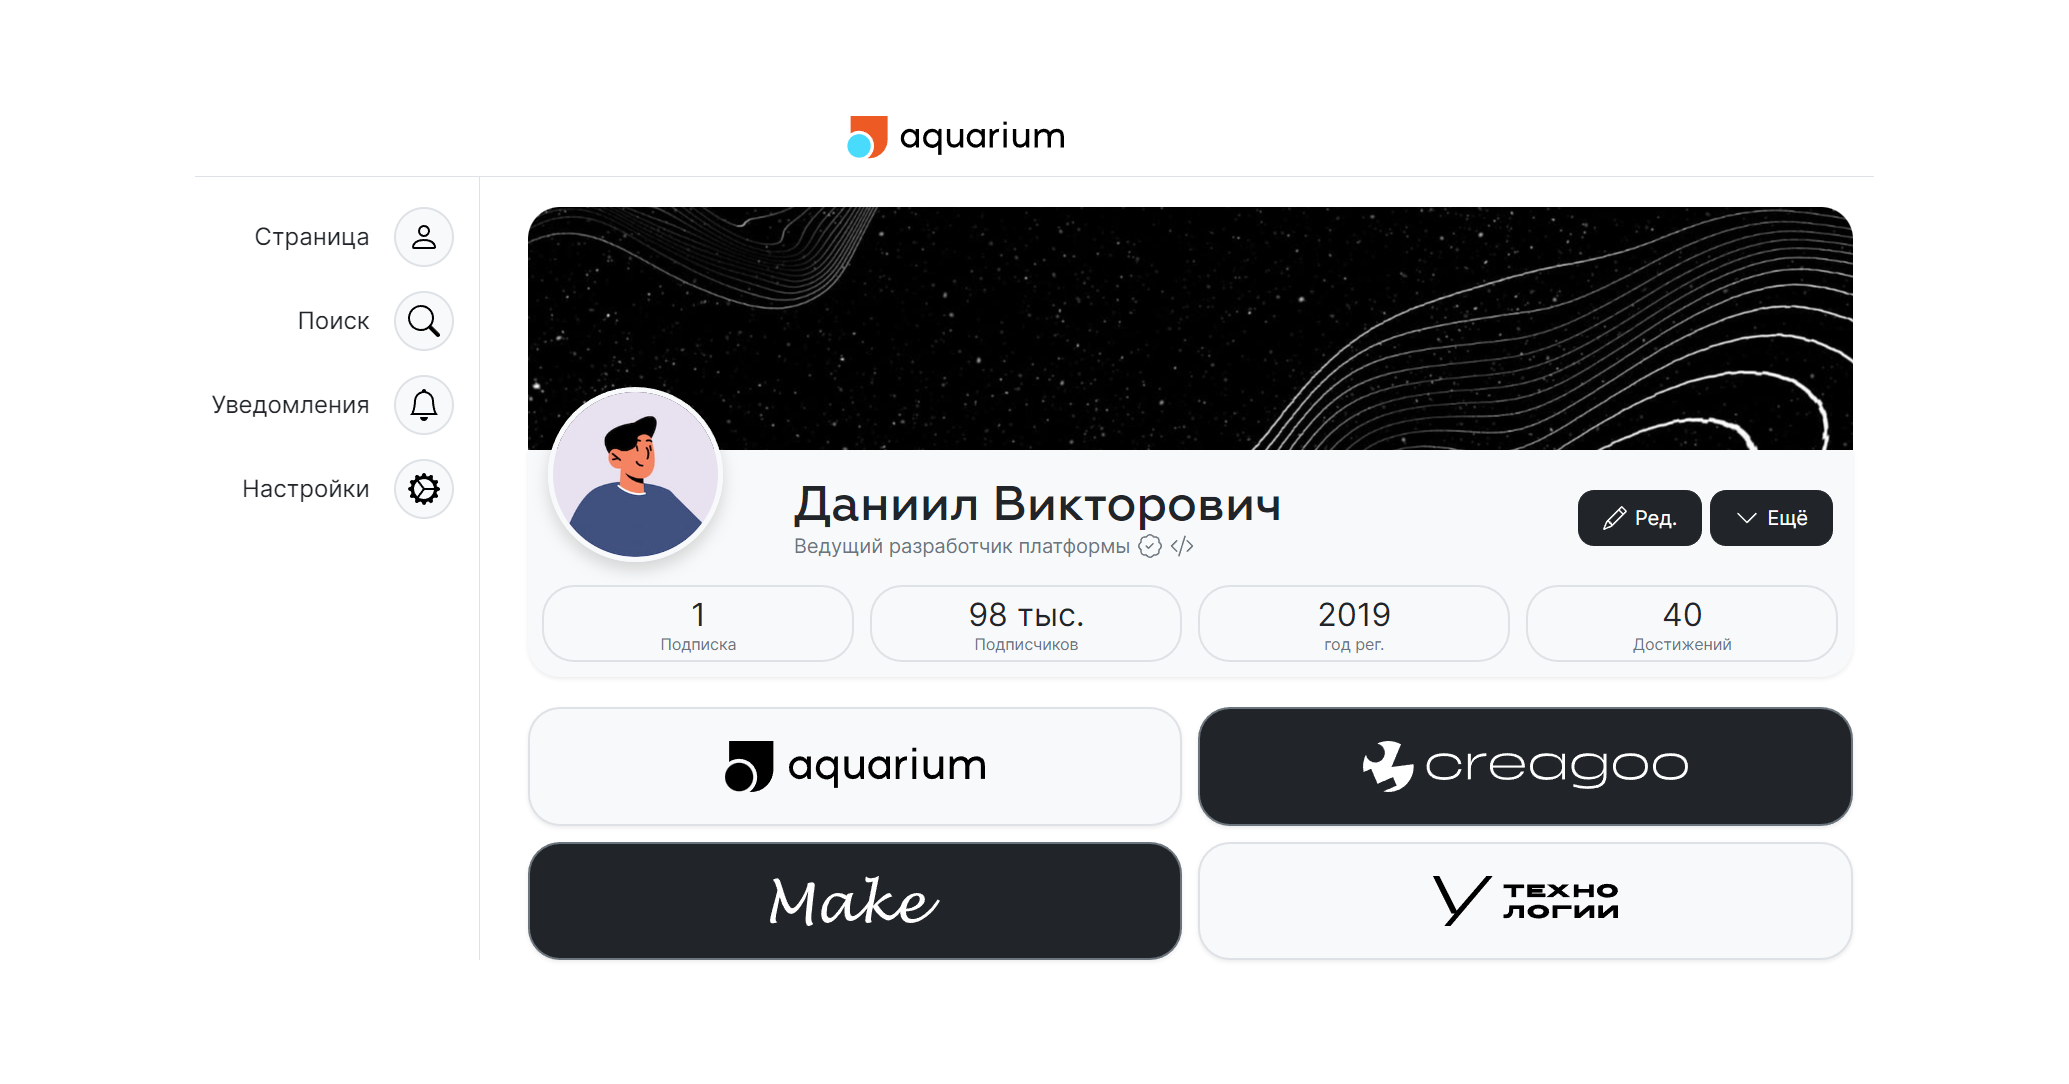 aquarium
Страница
Поиск
Уведомления
Настройки
Даниил Викторович
Ведущий разработчик платформы
Ред.
Ещё
1
Подписка
98 тыс.
Подписчиков
2019
год рег.
40
Достижений
aquarium
creagoo
Make
У ТЕХНО
ЛОГИИ